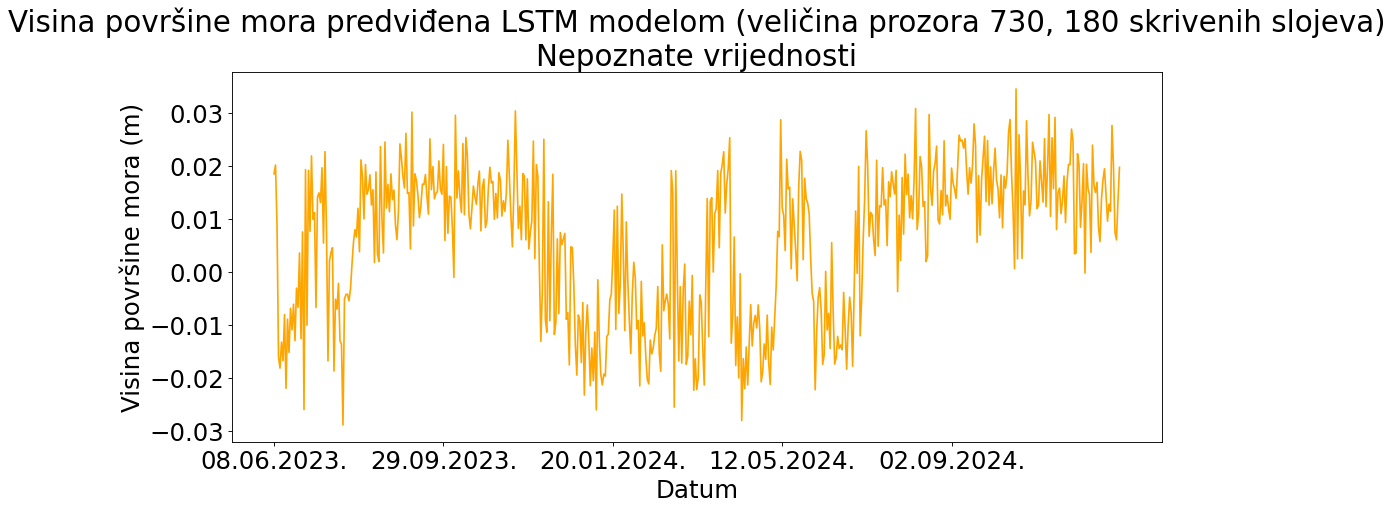 Visina površine mora predviđena LSTM modelom (veličina prozora 730, 180 skrivenih slojeva)
Nepoznate vrijednosti
Visina površine mora (m)
0.03
0.02
0.01
0.00
−0.01
−0.02
−0.03
08.06.2023. 29.09.2023. 20.01.2024. 12.05.2024. 02.09.2024.
Datum